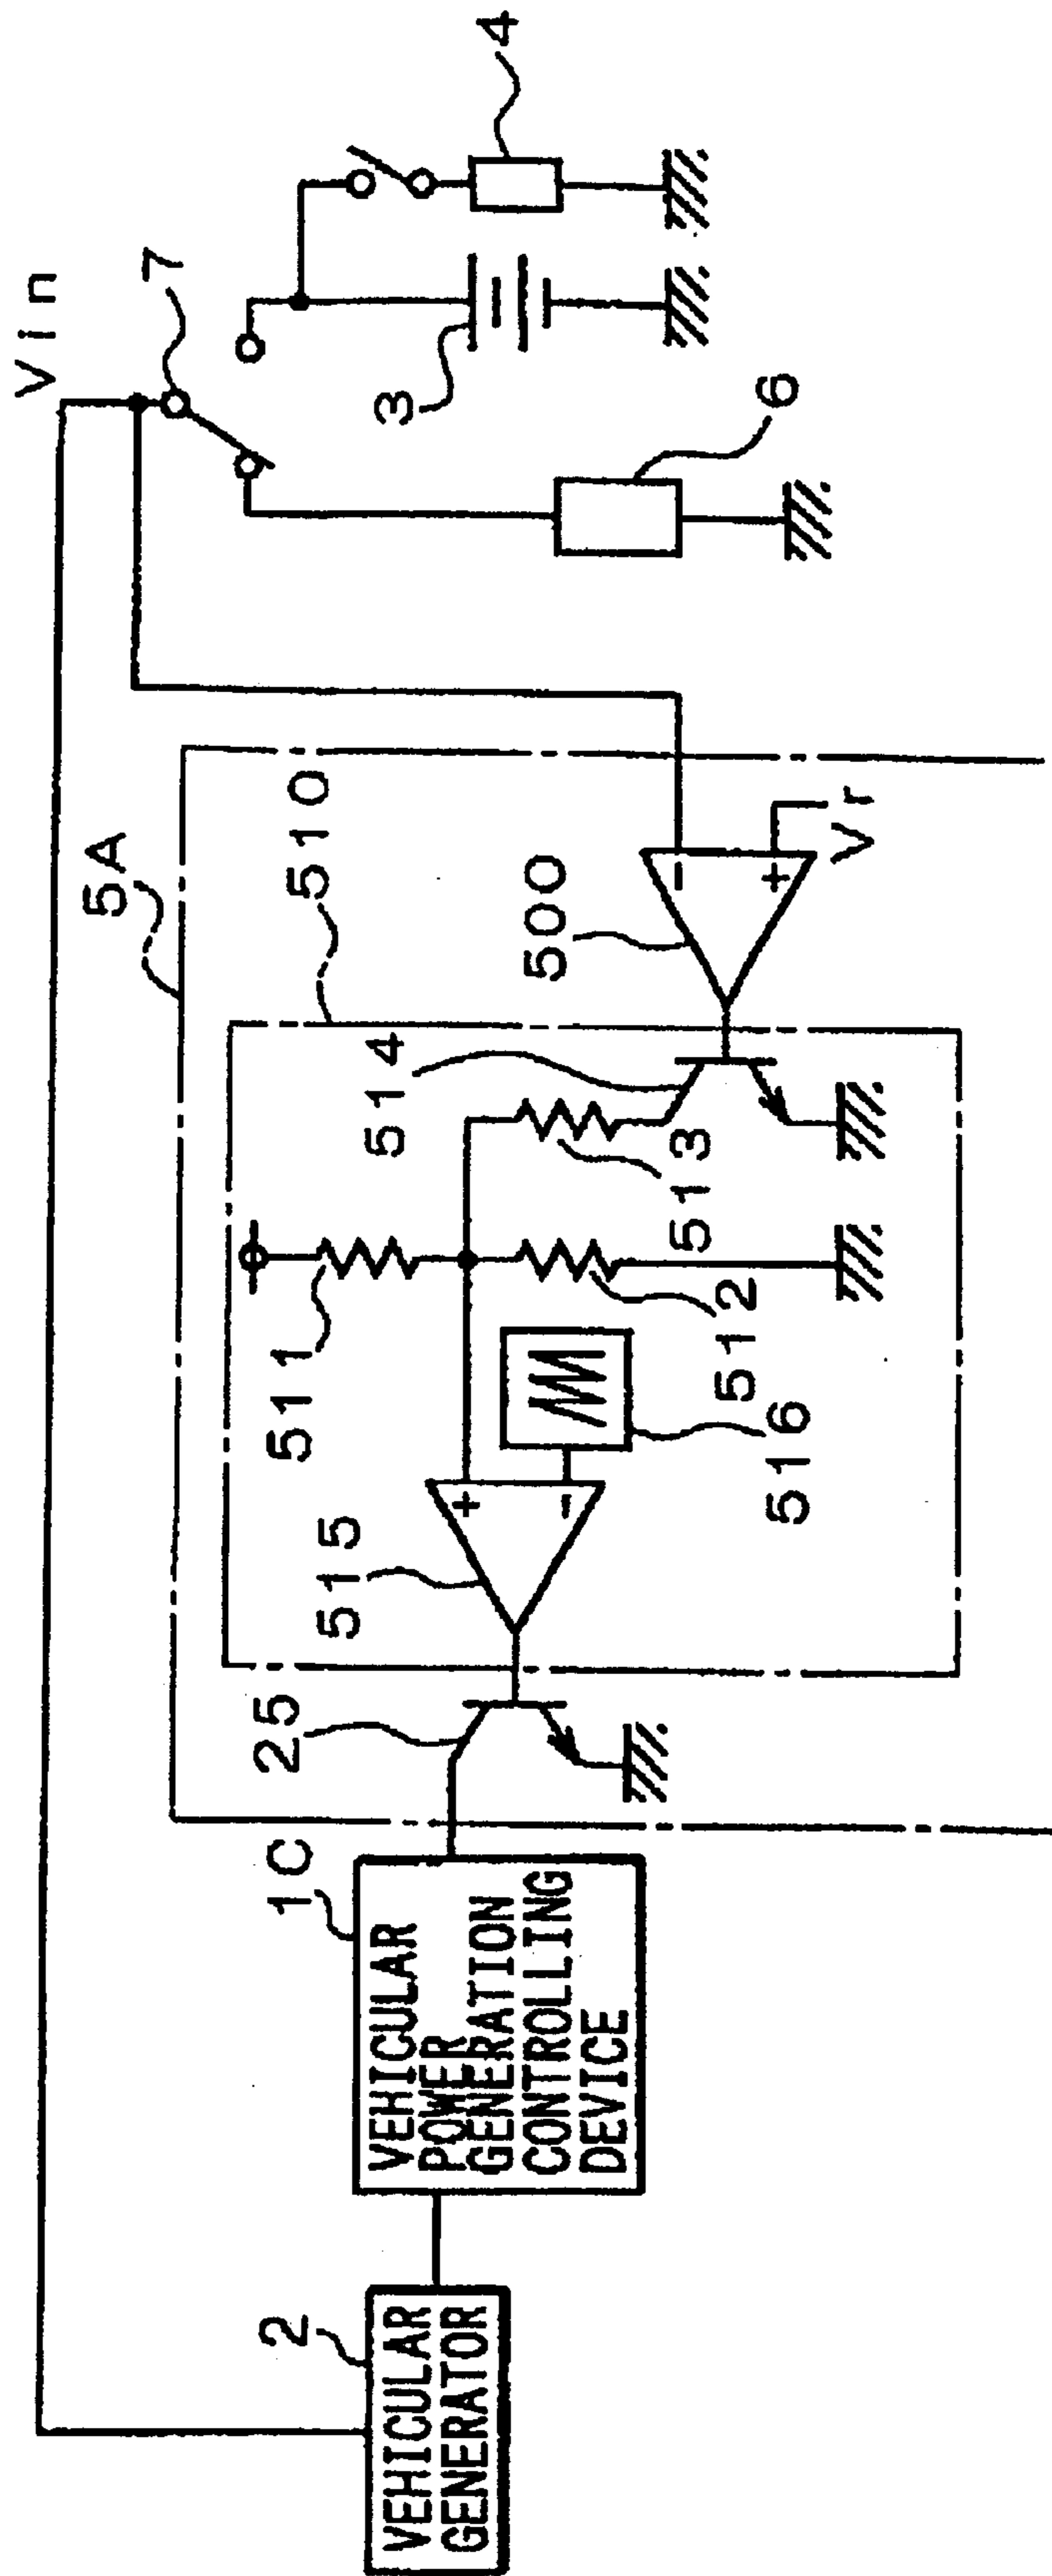 Vin
7
4
3
6
5A
510
511
514
513
512
516
515
500
-
+
Vr
+
-
25
1C
VEHICULAR
POWER
GENERATION
CONTROLLING
DEVICE
2
VEHICULAR
GENERATOR